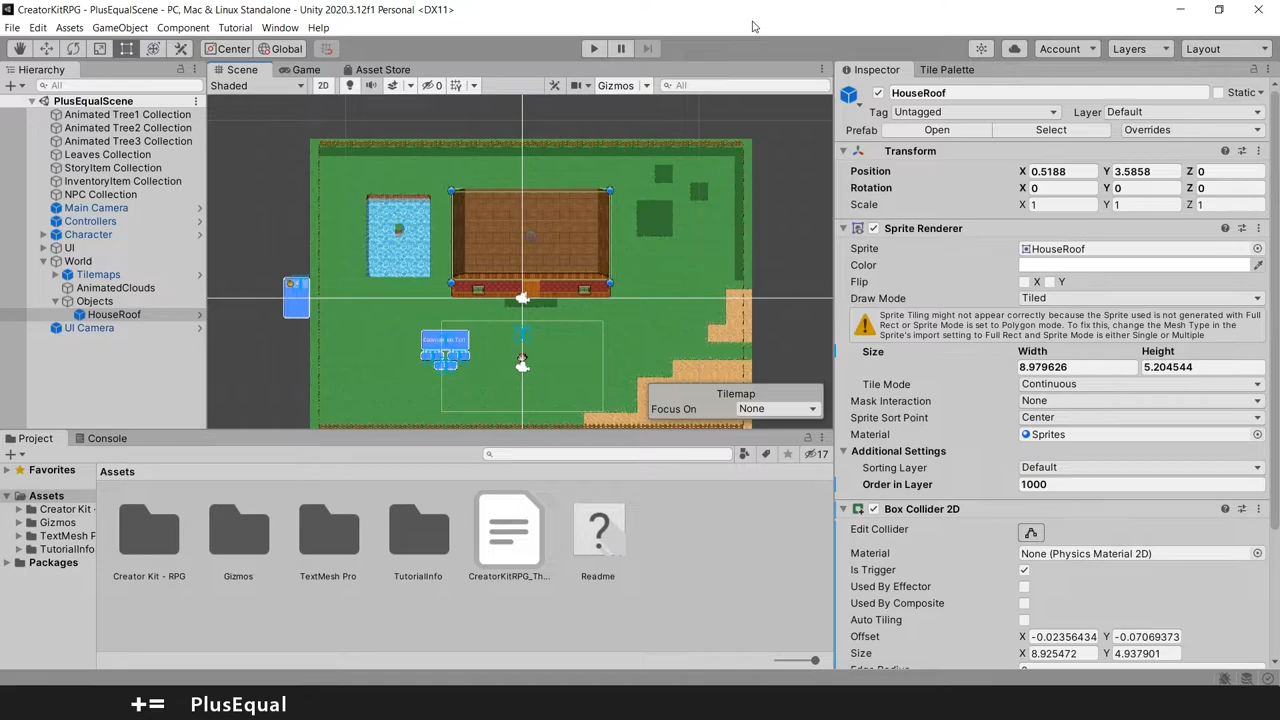 CreatorKitRPG - PlusEqualScene - PC, Mac & Linux Standalone - Unity 2020.3.12f1 Personal <DX11>
File Edit Assets GameObject Component Tutorial Window Help
Center Global Account Layers Layout
Hierarchy
All
PlusEqualScene
Animated Tree1 Collection
Animated Tree2 Collection
Animated Tree3 Collection
Leaves Collection
StoryItem Collection
InventoryItem Collection
NPC Collection
Main Camera
Controllers
Character
UI
World
Tilemaps
AnimatedClouds
Objects
HouseRoof
UI Camera
Scene Game Asset Store
Shaded 2D 0 Gizmos All
Tilemap
Focus On None
Inspector Tile Palette
HouseRoof Static
Tag Untagged Layer Default
Prefab Open Select Overrides
Transform
Position X 0.5188 Y 3.5858 Z 0
Rotation X 0 Y 0 Z 0
Scale X 1 Y 1 Z 1
Sprite Renderer
Sprite HouseRoof
Color
Flip X Y
Draw Mode Tiled
Sprite Tiling might not appear correctly because the Sprite used is not generated with Full
Rect or Sprite Mode is set to Polygon mode. To fix this, change the Mesh Type in the
Sprite's import setting to Full Rect and Sprite Mode is either Single or Multiple
Size Width Height
8.979626 5.204544
Tile Mode Continuous
Mask Interaction None
Sprite Sort Point Center
Material Sprites
Additional Settings
Sorting Layer Default
Order in Layer 1000
Box Collider 2D
Edit Collider
Material None (Physics Material 2D)
Is Trigger
Used By Effector
Used By Composite
Auto Tiling
Offset X -0.02356434 Y -0.07069373
Size X 8.925472 Y 4.937901
Project Console
17
Favorites
Assets
Creator Kit -
Gizmos
TextMesh P
TutorialInfo
Packages
Assets
Creator Kit - RPG Gizmos TextMesh Pro TutorialInfo CreatorKitRPG_Th... Readme
+= PlusEqual